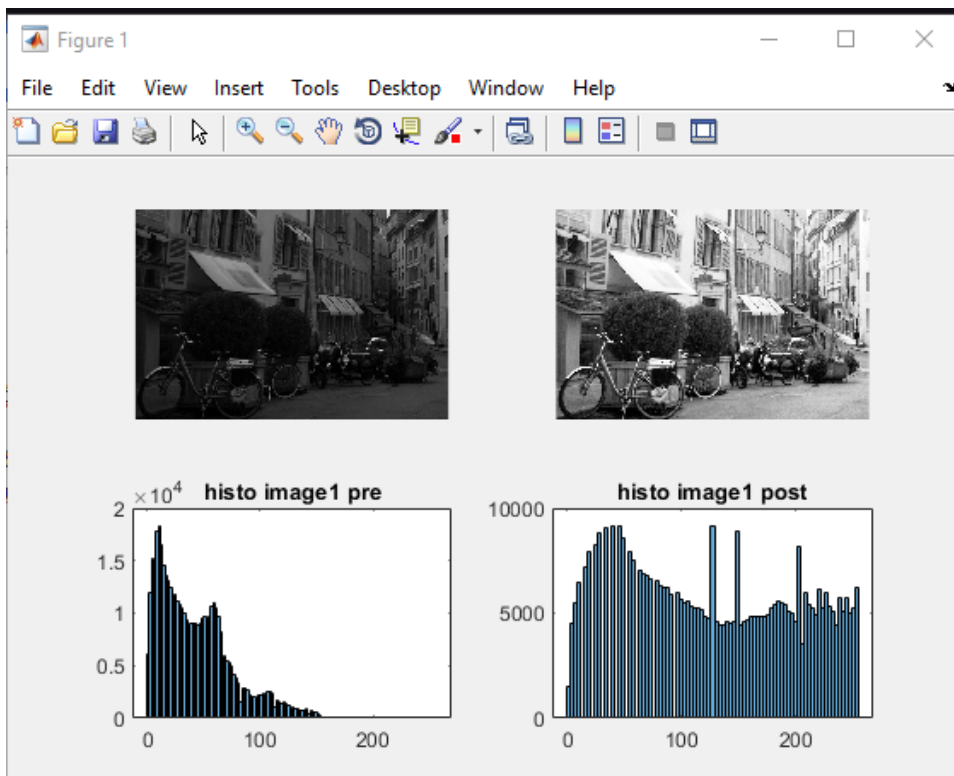 Figure 1
File Edit View Insert Tools Desktop Window Help
×10⁴ histo image1 pre
2
1.5
1
0.5
0
0 100 200
histo image1 post
10000
5000
0
0 100 200